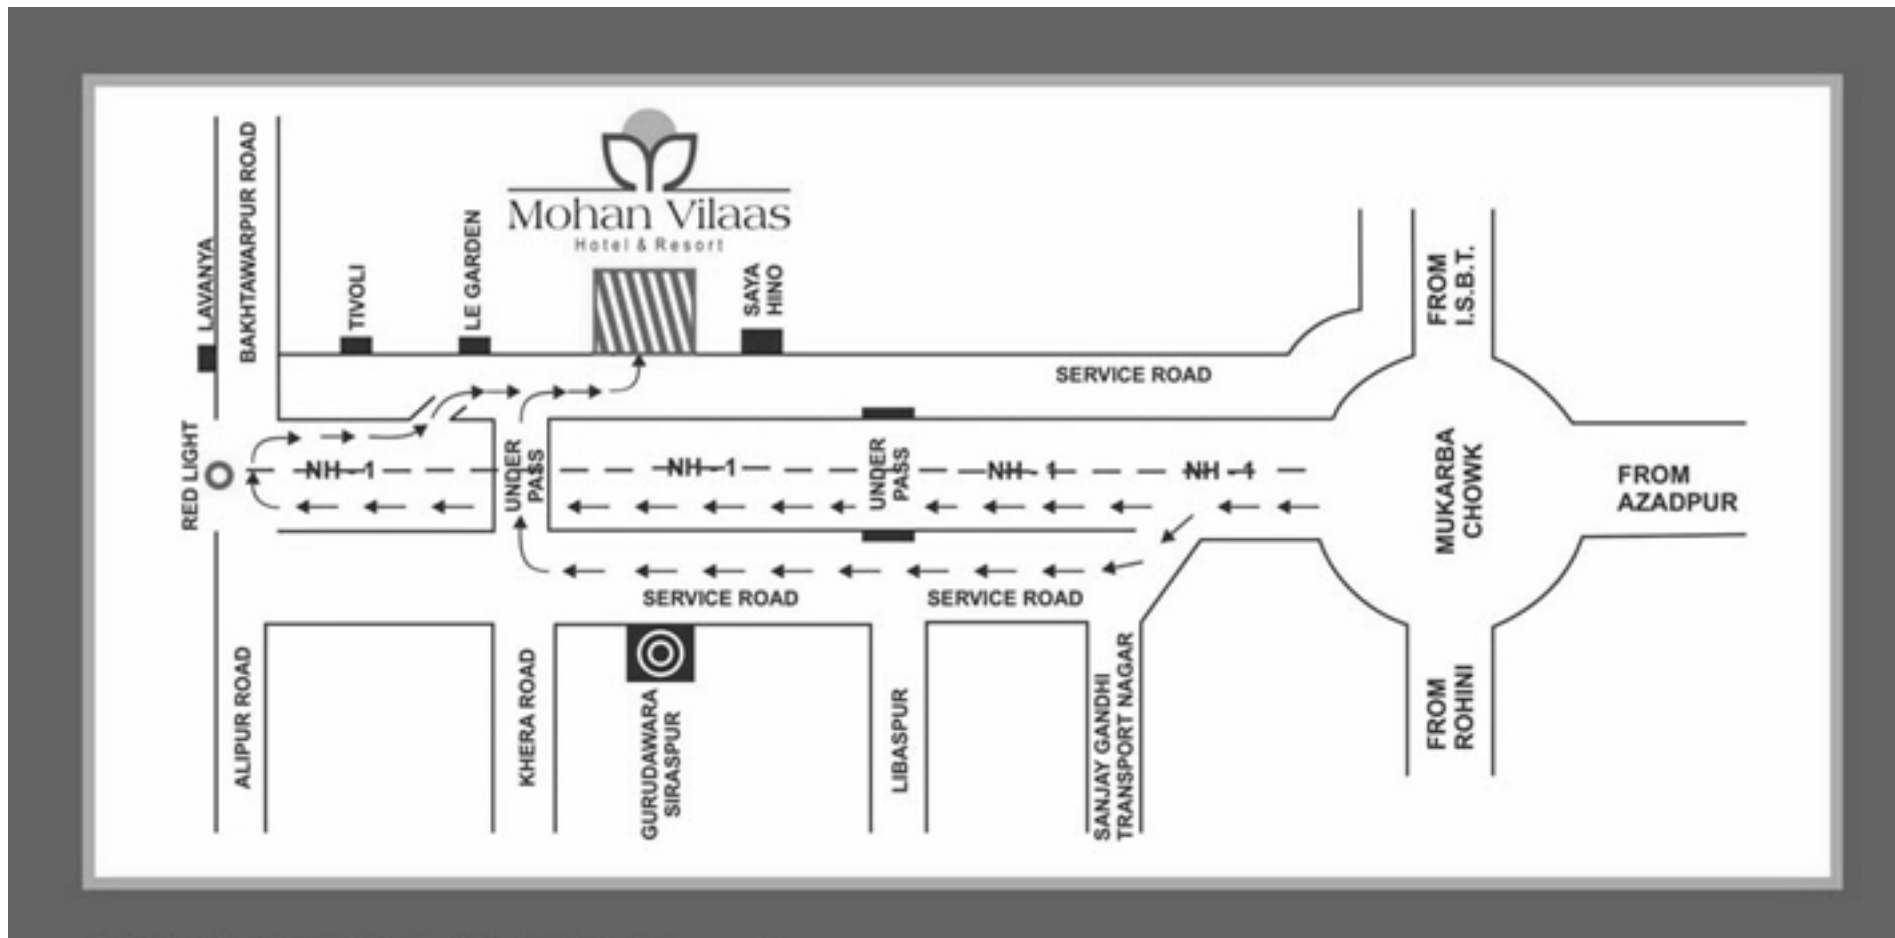 Mohan Vilaas
Hotel & Resort
LAVANYA
BAKHTAWARPUR ROAD
TIVOLI
LE GARDEN
SAYA
HINO
FROM
I.S.B.T.
SERVICE ROAD
RED LIGHT
NH - 1
UNDER
PASS
NH - 1
UNDER
PASS
NH - 1
NH - 1
MUKARBA
CHOWK
FROM
AZADPUR
SERVICE ROAD
SERVICE ROAD
ALIPUR ROAD
KHERA ROAD
GURUDAWARA
SIRASPUR
LIBASPUR
SANJAY GANDHI
TRANSPORT NAGAR
FROM
ROHINI